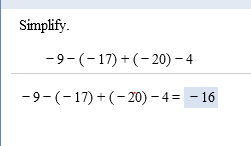 Simplify.
- 9 - ( - 17) + ( - 20) - 4
- 9 - ( - 17) + ( - 20) - 4 = - 16